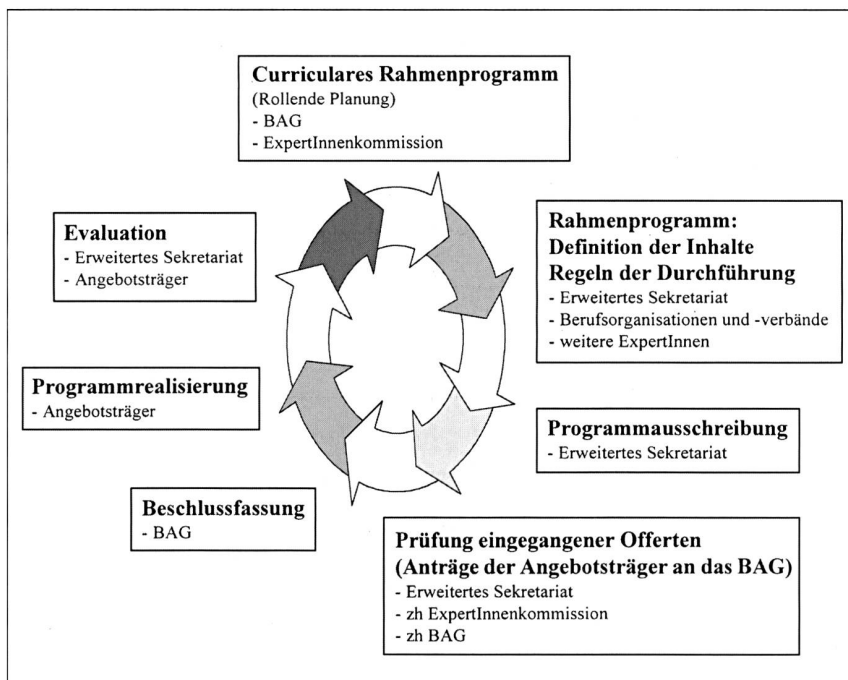 Curriculares Rahmenprogramm
(Rollende Planung)
- BAG
- ExpertInnenkommission
Rahmenprogramm:
Definition der Inhalte
Regeln der Durchführung
- Erweitertes Sekretariat
- Berufsorganisationen und -verbände
- weitere ExpertInnen
Programmausschreibung
- Erweitertes Sekretariat
Prüfung eingegangener Offerten
(Anträge der Angebotsträger an das BAG)
- Erweitertes Sekretariat
- zh ExpertInnenkommission
- zh BAG
Beschlussfassung
- BAG
Programmrealisierung
- Angebotsträger
Evaluation
- Erweitertes Sekretariat
- Angebotsträger